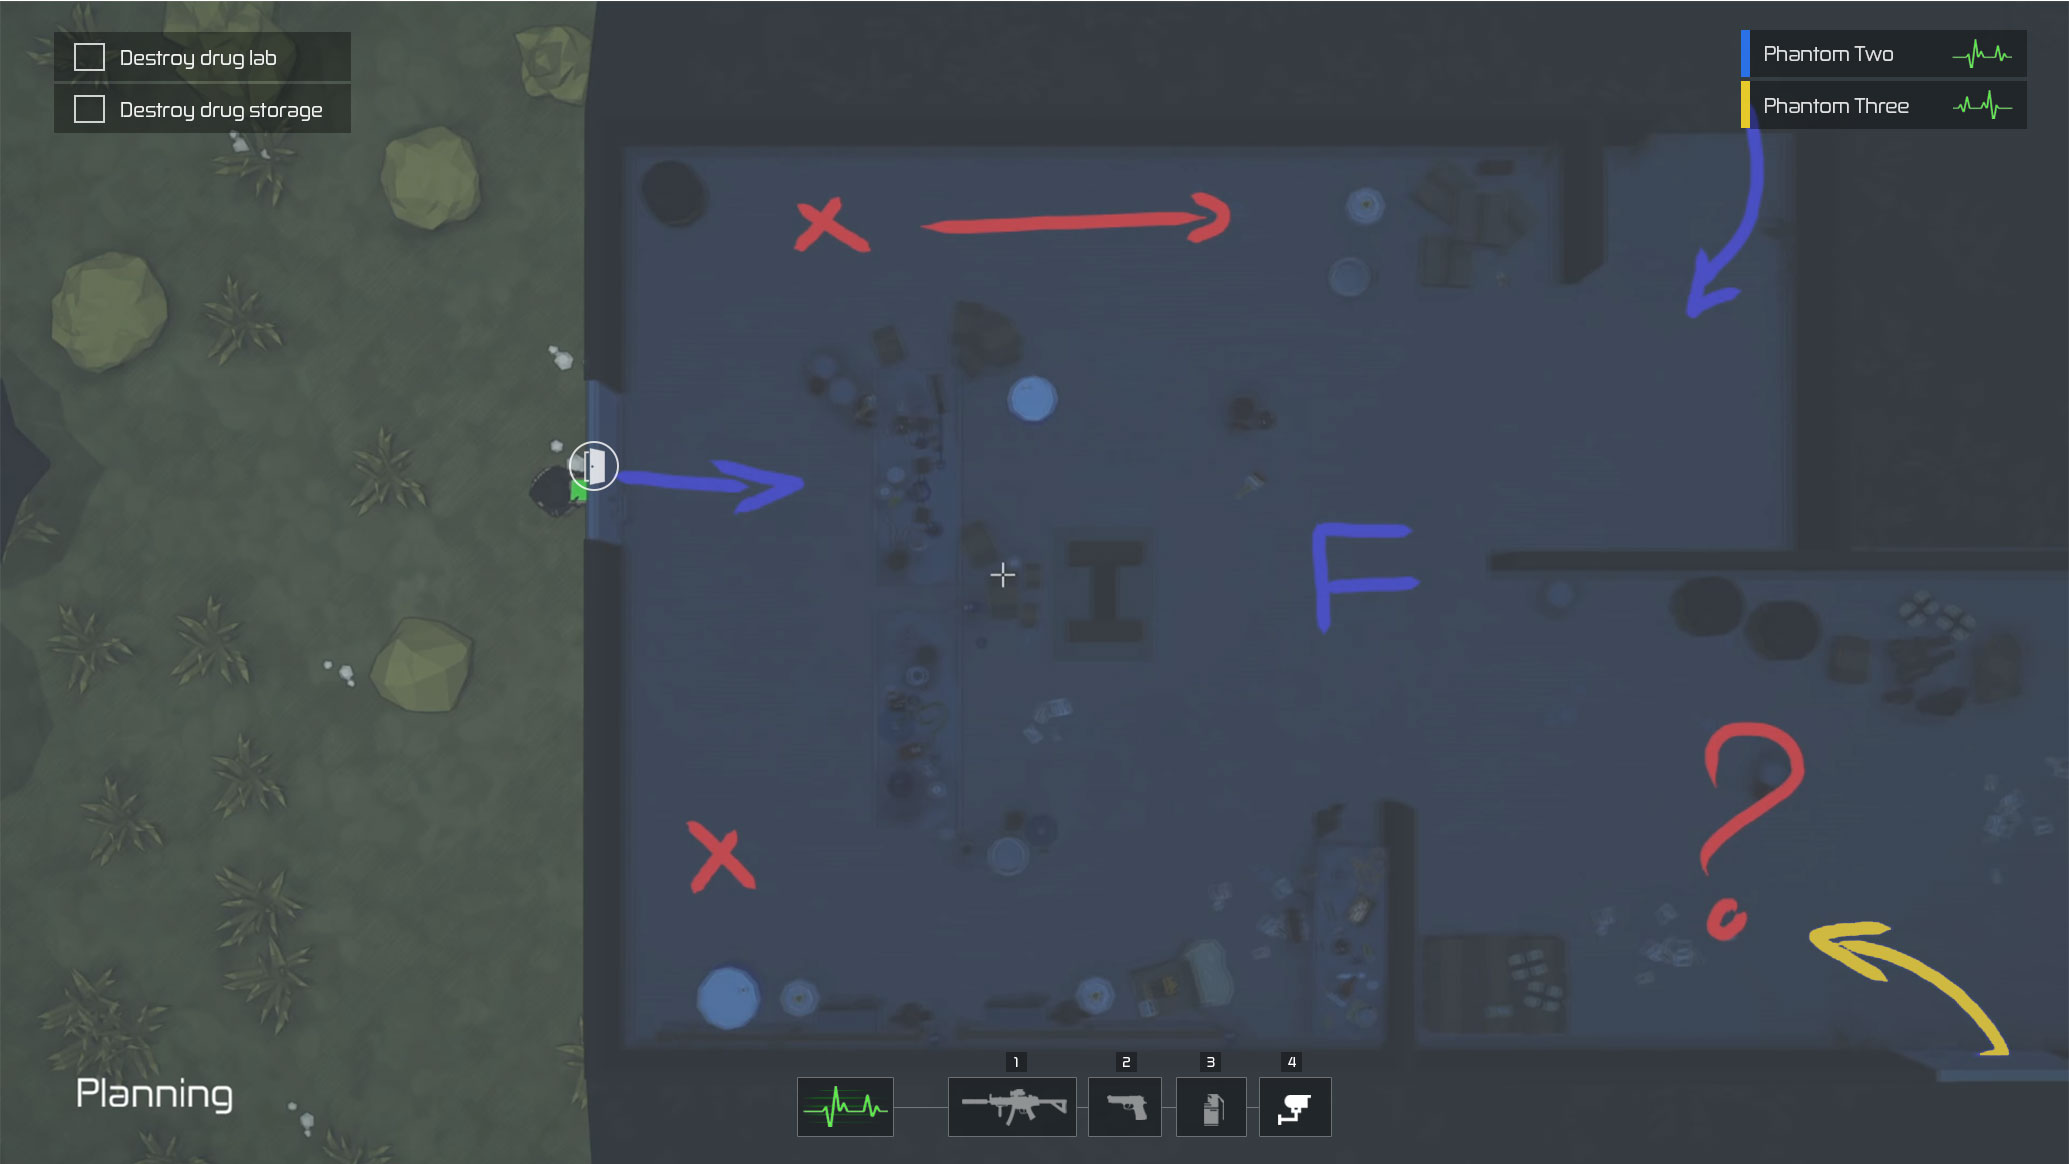 Destroy drug lab
Destroy drug storage
Phantom Two
Phantom Three
F
?
Planning
1
2
3
4